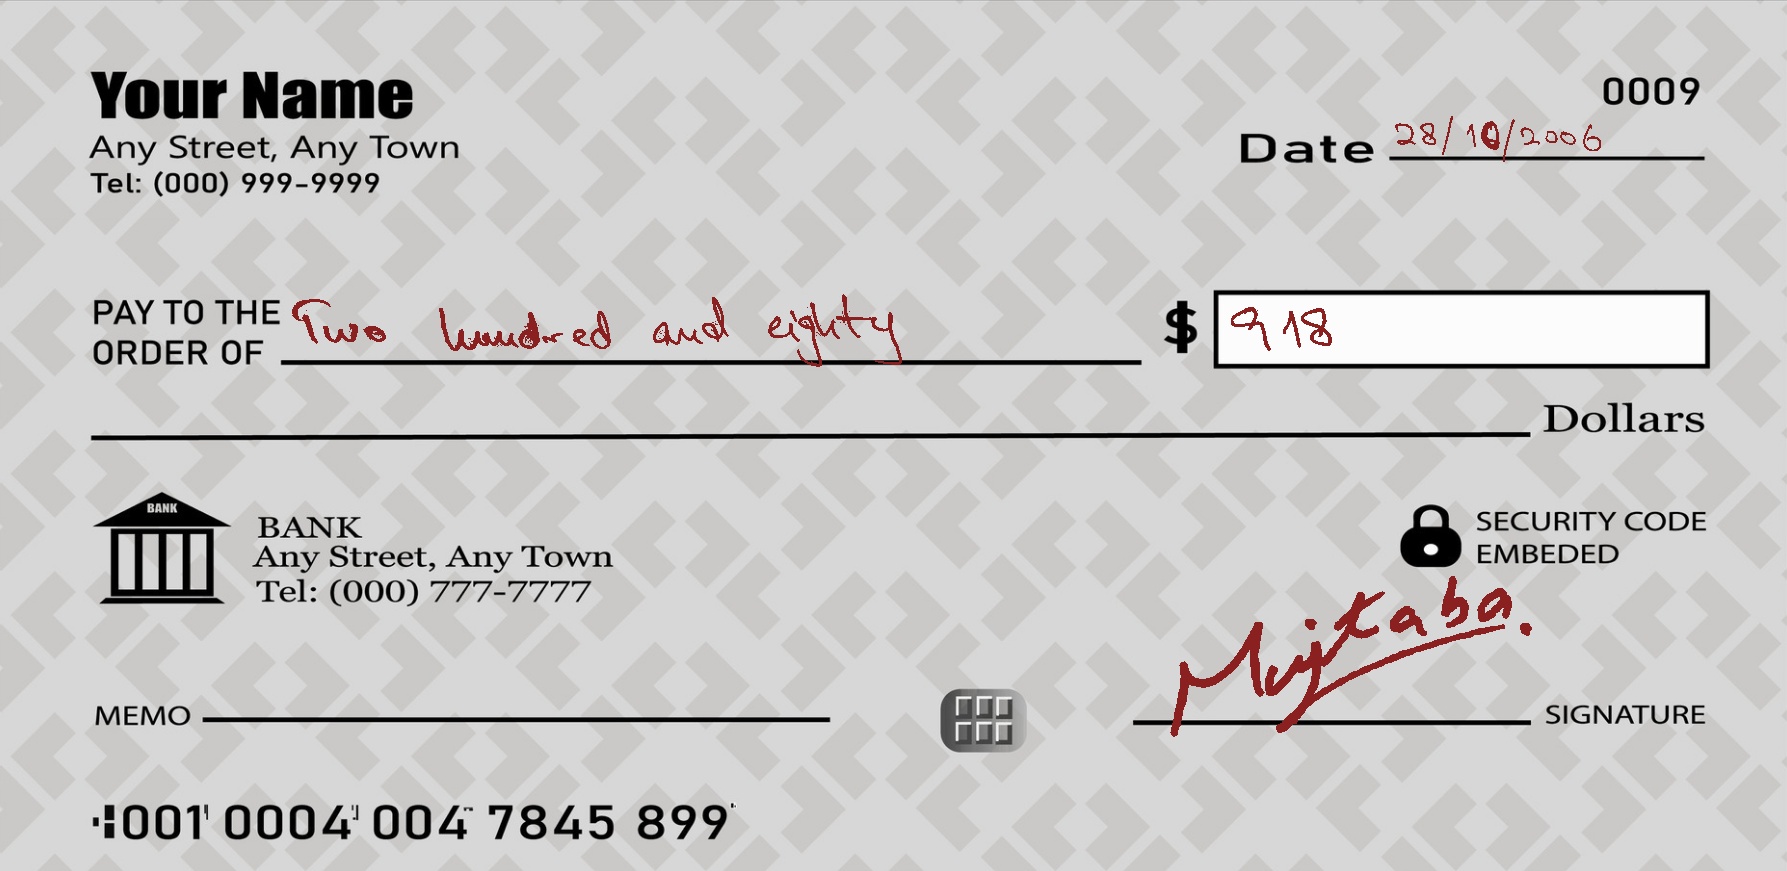 Your Name
0009
Any Street, Any Town
Date 28/10/2006
Tel: (000) 999-9999
PAY TO THE
ORDER OF Two hundred and eighty $ 918
Dollars
BANK
BANK
Any Street, Any Town
Tel: (000) 777-7777
SECURITY CODE
EMBEDED
Mujtaba.
MEMO
SIGNATURE
001 0004 004 7845 899